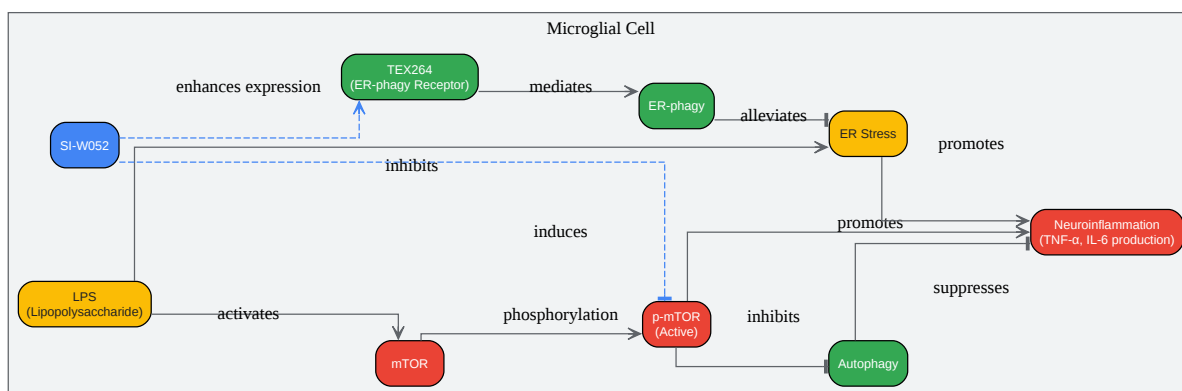 Microglial Cell
TEX264
(ER-phagy Receptor)
enhances expression
mediates
ER-phagy
alleviates
ER Stress
SI-W052
inhibits
promotes
induces
promotes
Neuroinflammation
(TNF-α, IL-6 production)
LPS
(Lipopolysaccharide)
activates
phosphorylation
p-mTOR
(Active)
inhibits
suppresses
mTOR
Autophagy